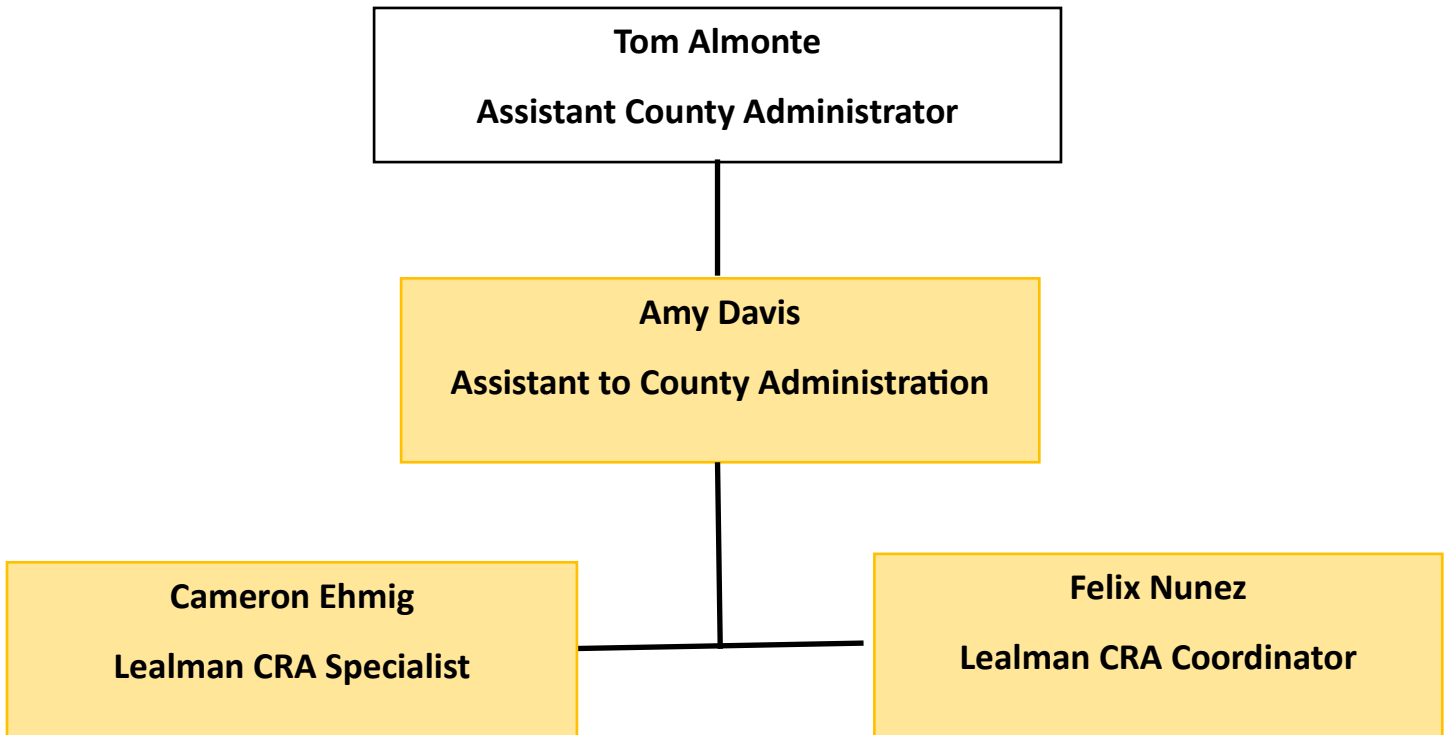 Tom Almonte
Assistant County Administrator
Amy Davis
Assistant to County Administration
Cameron Ehmig
Lealman CRA Specialist
Felix Nunez
Lealman CRA Coordinator